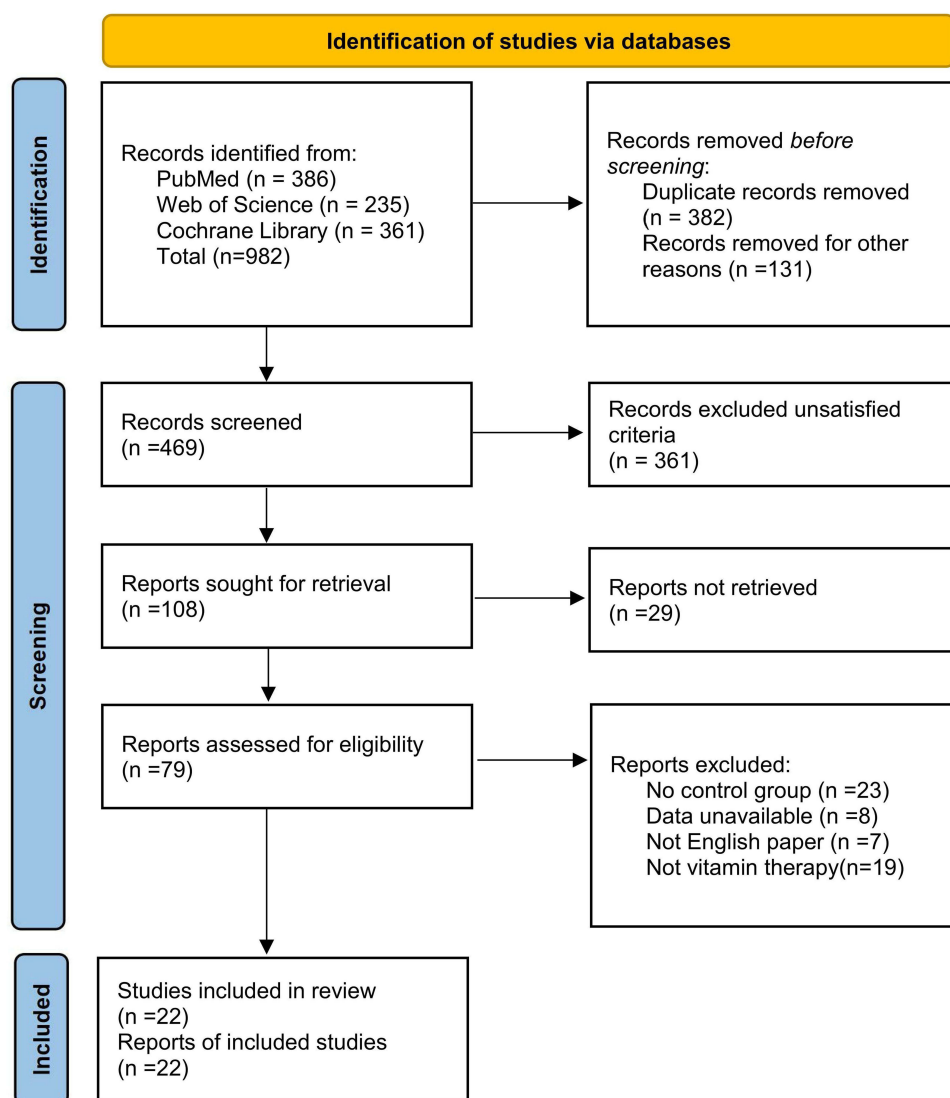 Identification of studies via databases
Identification
Records identified from:
PubMed (n = 386)
Web of Science (n = 235)
Cochrane Library (n = 361)
Total (n=982)
Records removed before
screening:
Duplicate records removed
(n = 382)
Records removed for other
reasons (n =131)
Screening
Records screened
(n =469)
Records excluded unsatisfied
criteria
(n = 361)
Reports sought for retrieval
(n =108)
Reports not retrieved
(n =29)
Reports assessed for eligibility
(n =79)
Reports excluded:
No control group (n =23)
Data unavailable (n =8)
Not English paper (n =7)
Not vitamin therapy(n=19)
Included
Studies included in review
(n =22)
Reports of included studies
(n =22)